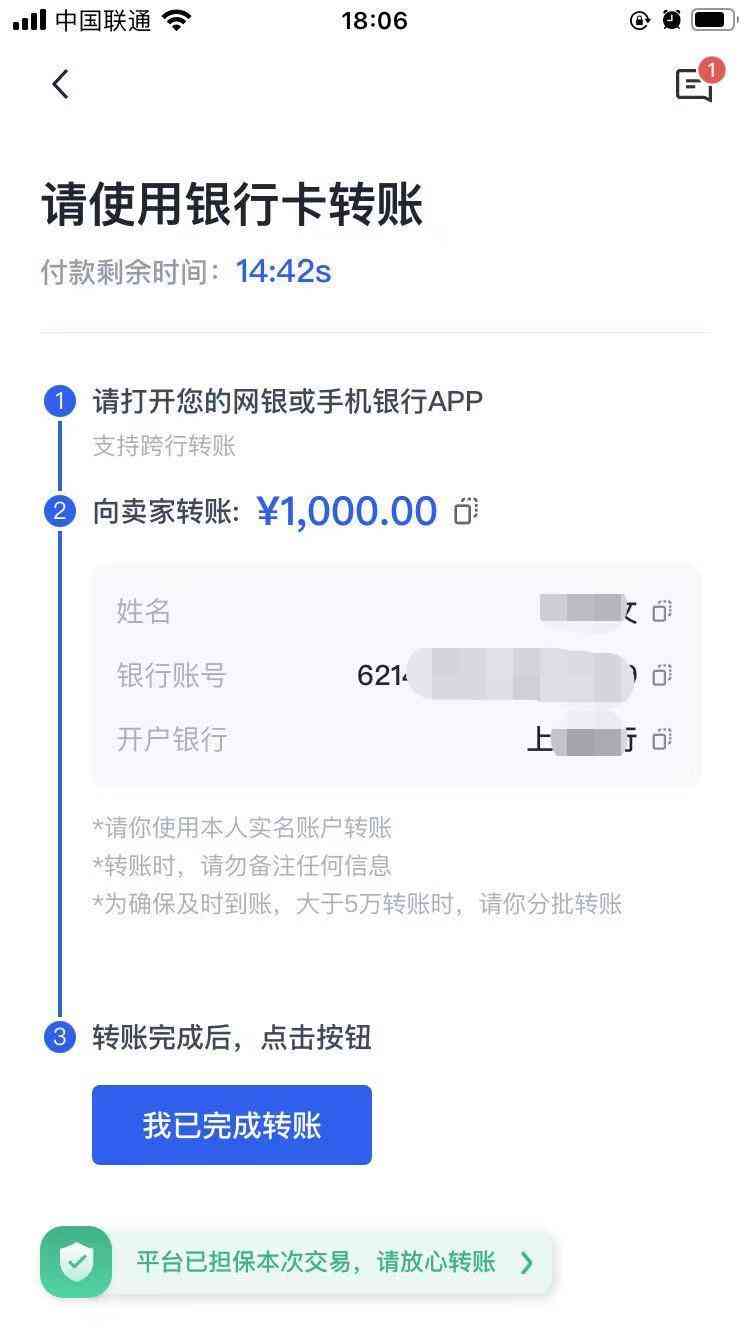 中国联通
18:06
1
请使用银行卡转账
付款剩余时间：14:42s
1 请打开您的网银或手机银行APP
支持跨行转账
2 向卖家转账: ¥1,000.00
姓名
银行账号 621
开户银行 上 行
*请你使用本人实名账户转账
*转账时，请勿备注任何信息
*为确保及时到账，大于5万转账时，请你分批转账
3 转账完成后，点击按钮
我已完成转账
平台已担保本次交易，请放心转账